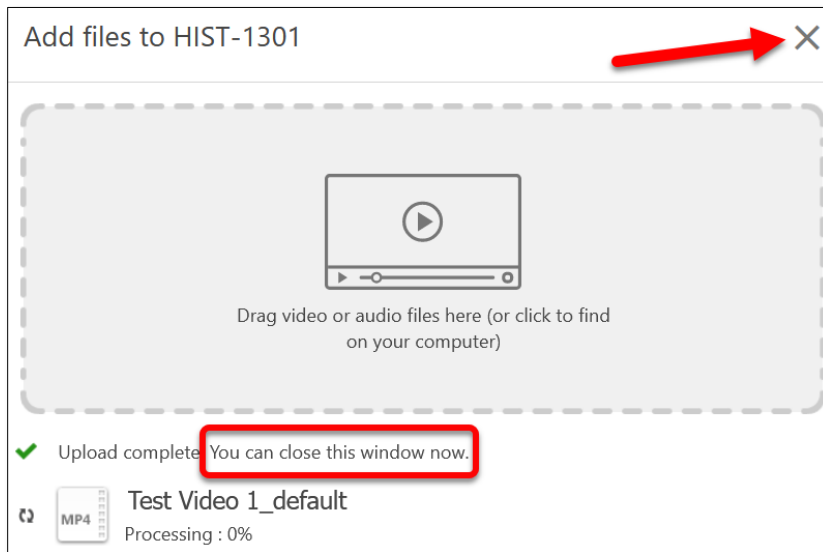 Add files to HIST-1301
Drag video or audio files here (or click to find
on your computer)
Upload complete You can close this window now.
MP4
Test Video 1_default
Processing : 0%